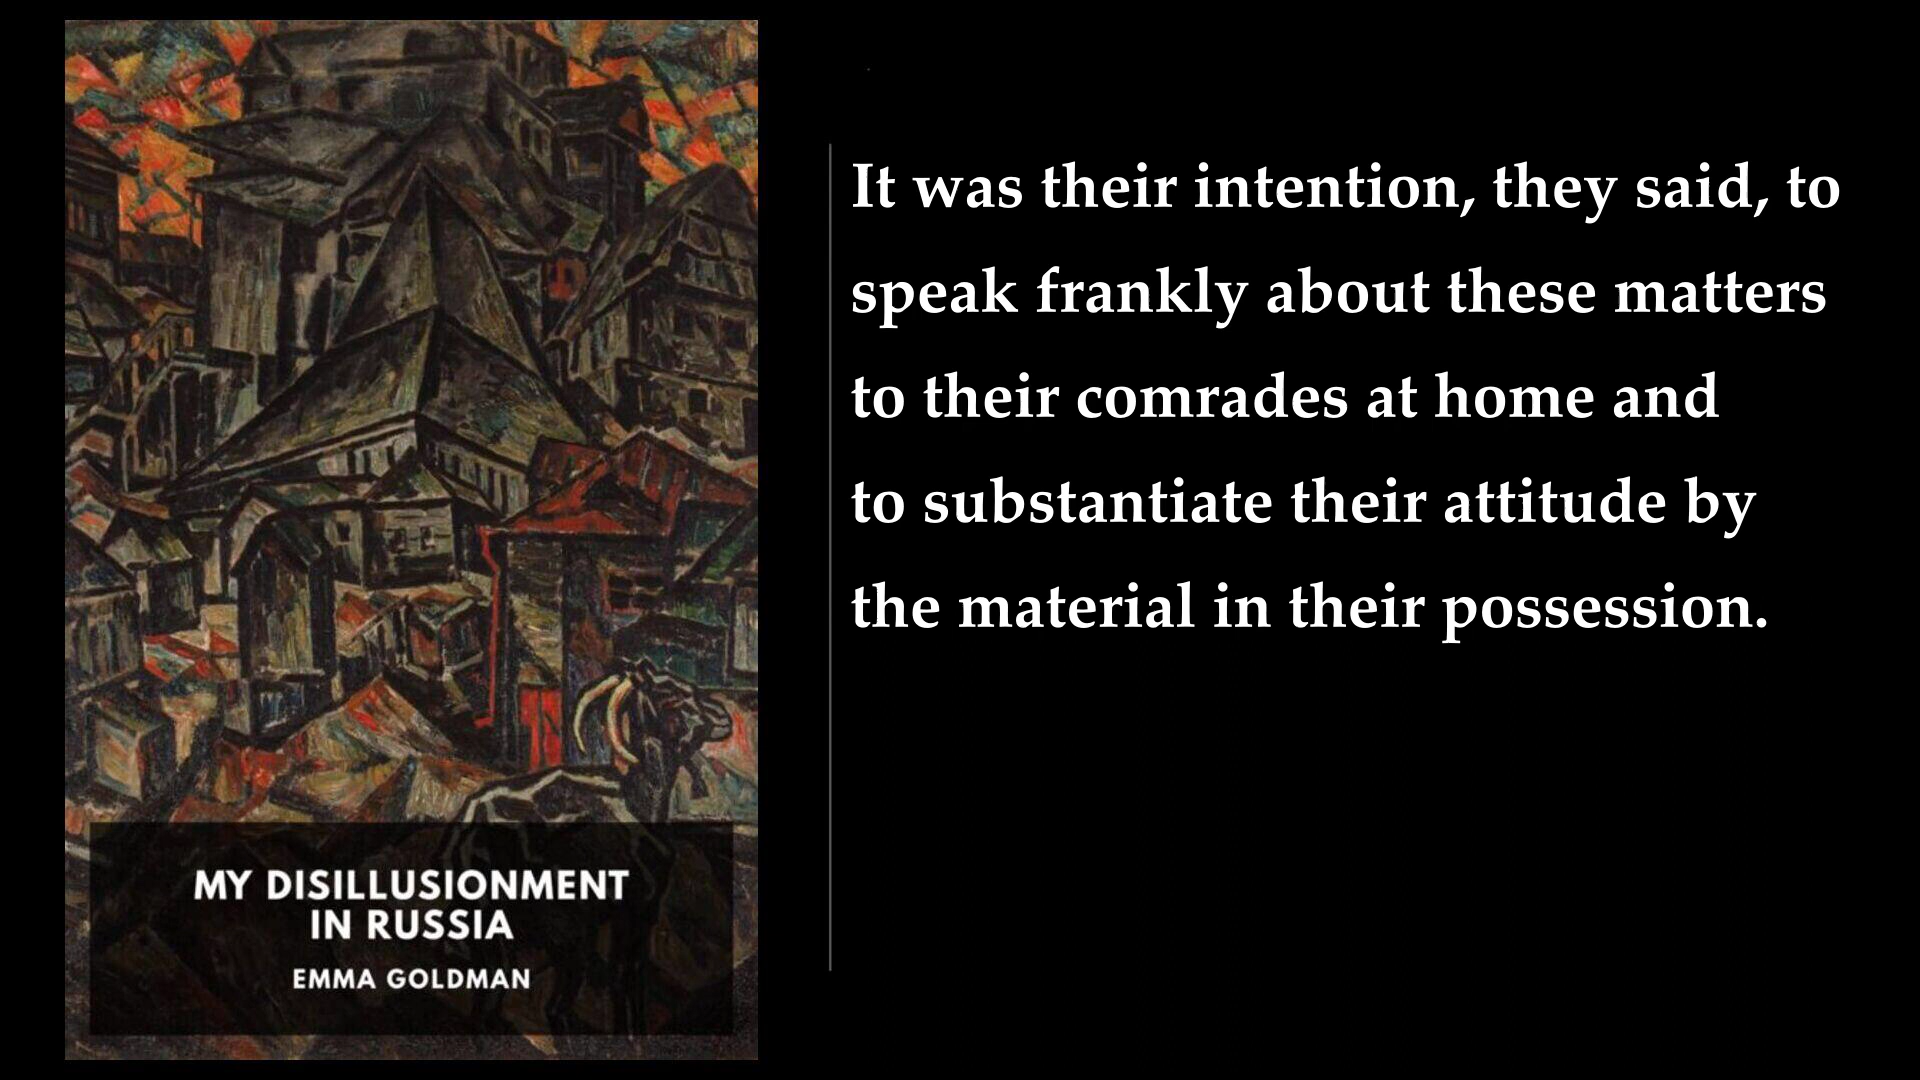 MY DISILLUSIONMENT
IN RUSSIA
EMMA GOLDMAN
It was their intention, they said, to
speak frankly about these matters
to their comrades at home and
to substantiate their attitude by
the material in their possession.